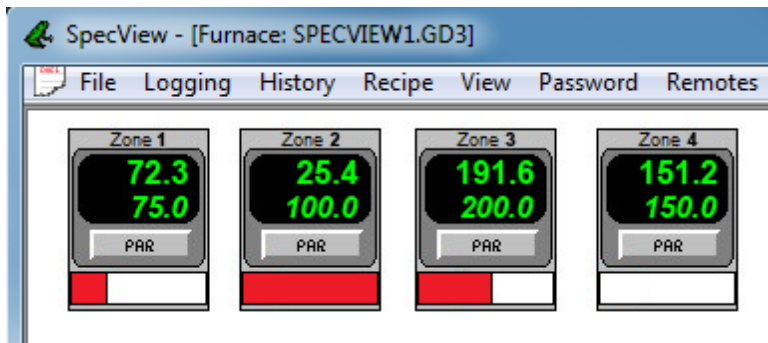 SpecView - [Furnace: SPECVIEW1.GD3]
File Logging History Recipe View Password Remotes
Zone 1 Zone 2 Zone 3 Zone 4
72.3 25.4 191.6 151.2
75.0 100.0 200.0 150.0
PAR PAR PAR PAR